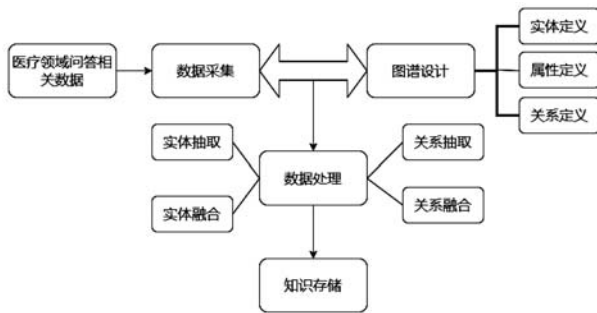 实体定义
医疗领域问答相
关数据
数据采集
图谱设计
属性定义
关系定义
实体抽取
关系抽取
数据处理
实体融合
关系融合
知识存储